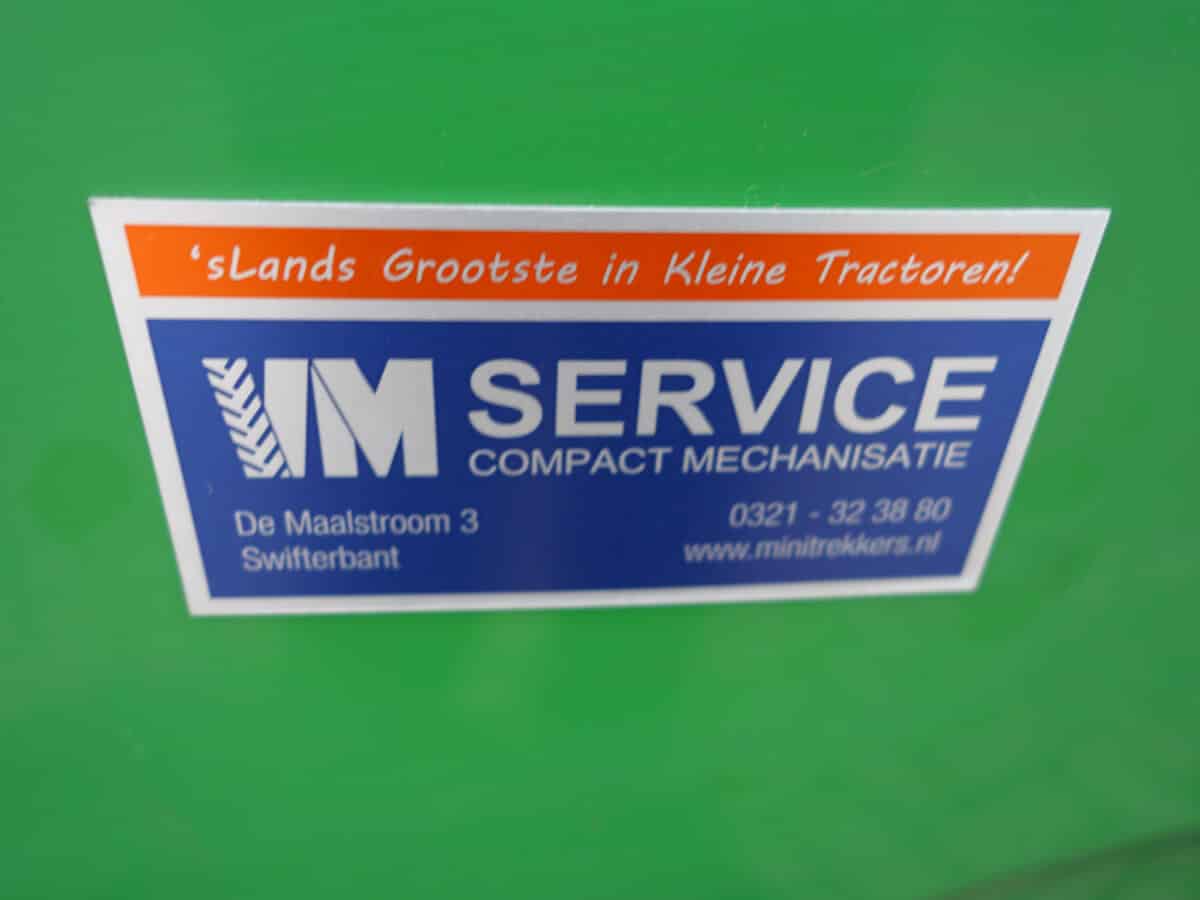 'sLands Grootste in Kleine Tractoren!
VM SERVICE
COMPACT MECHANISATIE
De Maalstroom 3
Swifterbant
0321 - 32 38 80
www.minitrekkers.nl